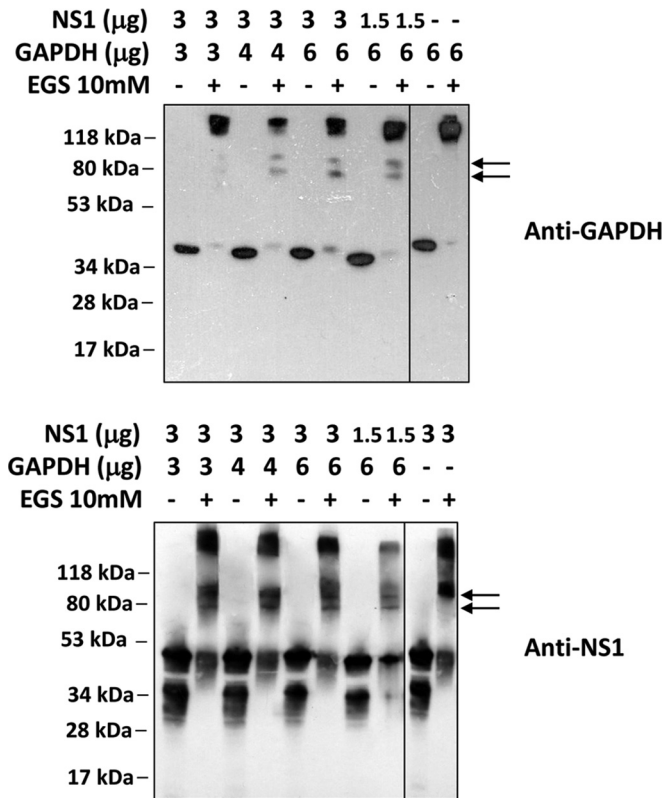 NS1 (μg) 3 3 3 3 3 3 1.5 1.5 - -
GAPDH (μg) 3 3 4 4 6 6 6 6 6 6
EGS 10mM - + - + - + - + - +
118 kDa
80 kDa
53 kDa
Anti-GAPDH
34 kDa
28 kDa
17 kDa
NS1 (μg) 3 3 3 3 3 3 1.5 1.5 3 3
GAPDH (μg) 3 3 4 4 6 6 6 6 - -
EGS 10mM - + - + - + - + - +
118 kDa
80 kDa
53 kDa
Anti-NS1
34 kDa
28 kDa
17 kDa